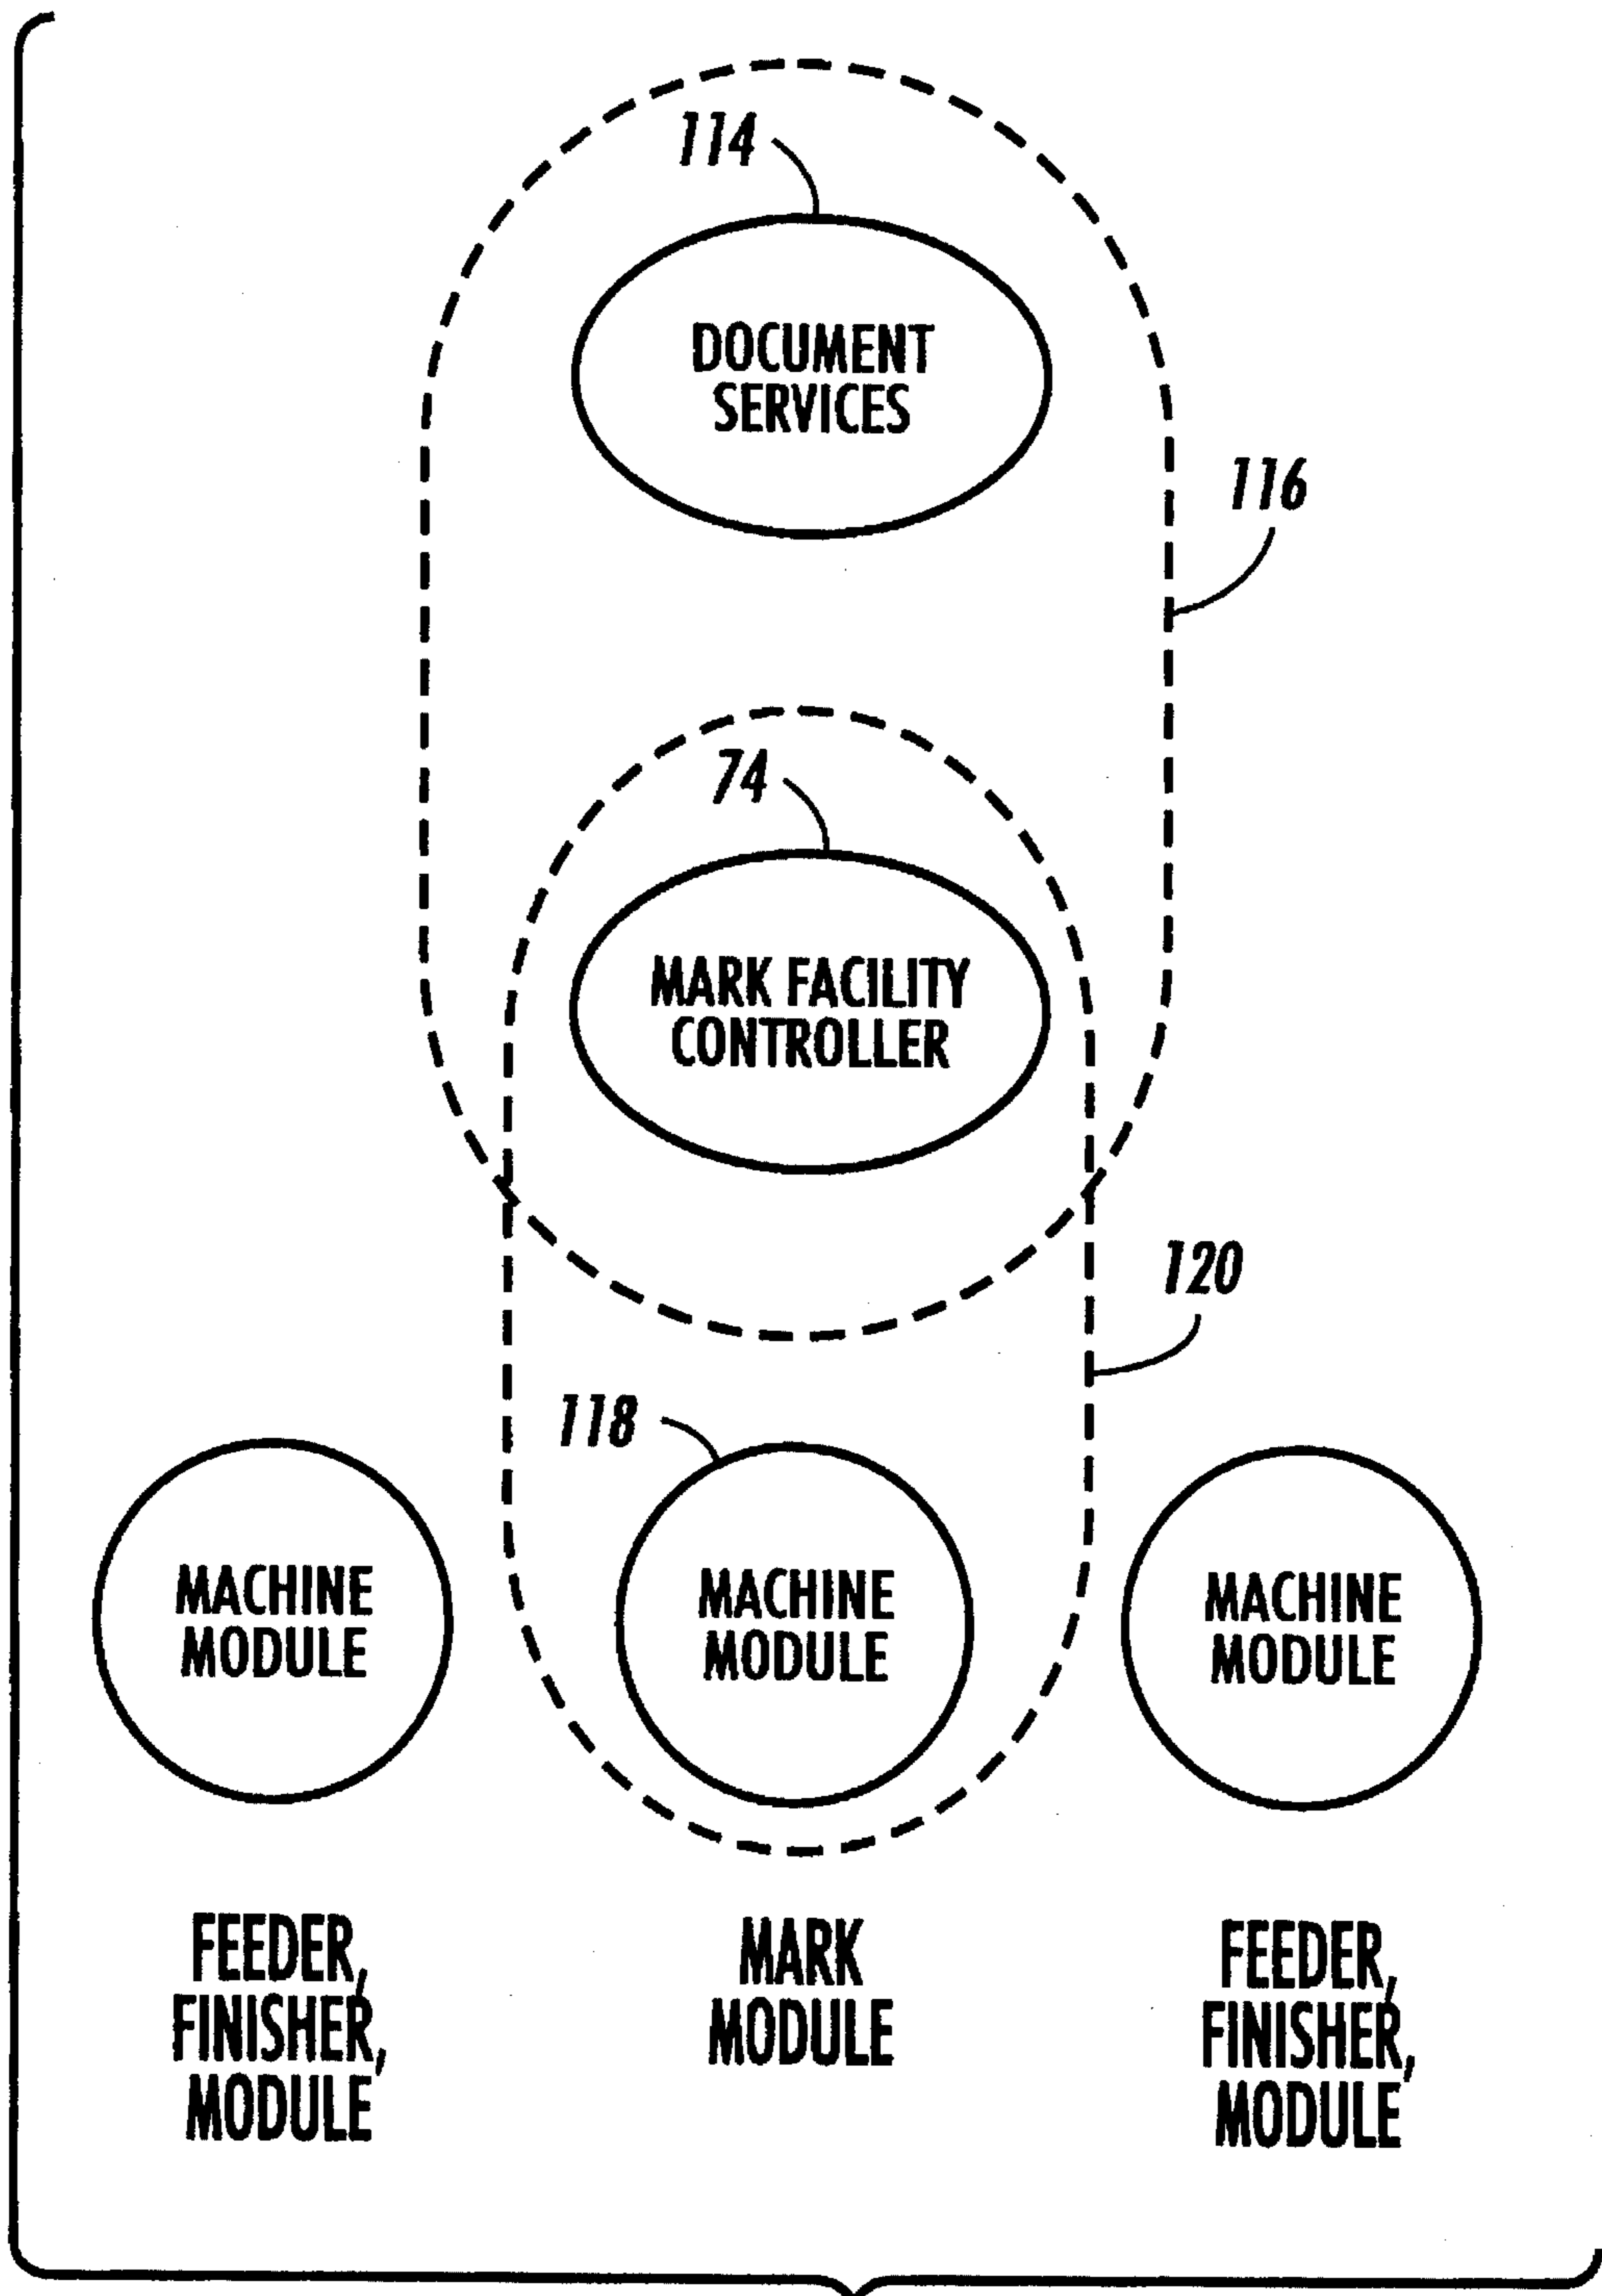 114
DOCUMENT
SERVICES
116
74
MARK FACILITY
CONTROLLER
120
118
MACHINE
MODULE
MACHINE
MODULE
MACHINE
MODULE
FEEDER,
FINISHER,
MODULE
MARK
MODULE
FEEDER,
FINISHER,
MODULE